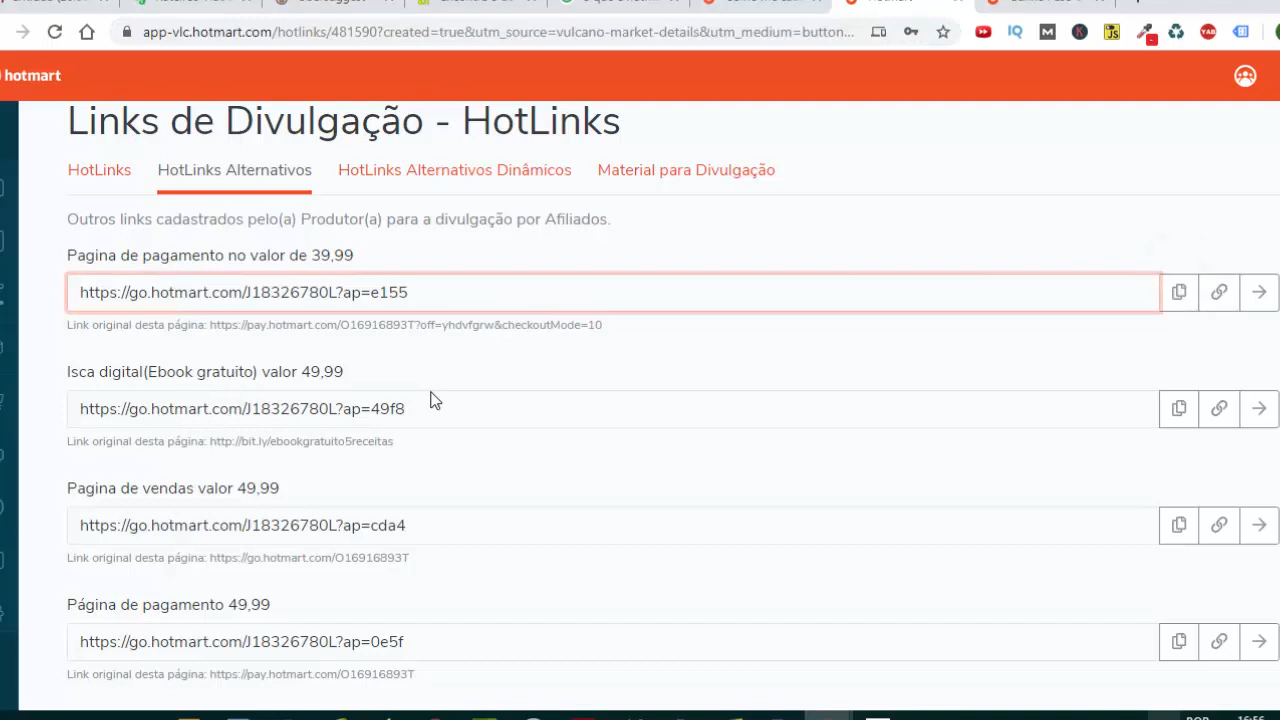 app-vlc.hotmart.com/hotlinks/481590?created=true&utm_source=vulcano-market-details&utm_medium=button...
hotmart
Links de Divulgação - HotLinks
HotLinks HotLinks Alternativos HotLinks Alternativos Dinâmicos Material para Divulgação
Outros links cadastrados pelo(a) Produtor(a) para a divulgação por Afiliados.
Pagina de pagamento no valor de 39,99
https://go.hotmart.com/J18326780L?ap=e155
Link original desta página: https://pay.hotmart.com/O16916893T?off=yhdvfgrw&checkoutMode=10
Isca digital(Ebook gratuito) valor 49,99
https://go.hotmart.com/J18326780L?ap=49f8
Link original desta página: http://bit.ly/ebookgratuito5receitas
Pagina de vendas valor 49,99
https://go.hotmart.com/J18326780L?ap=cda4
Link original desta página: https://go.hotmart.com/O16916893T
Página de pagamento 49,99
https://go.hotmart.com/J18326780L?ap=0e5f
Link original desta página: https://pay.hotmart.com/O16916893T